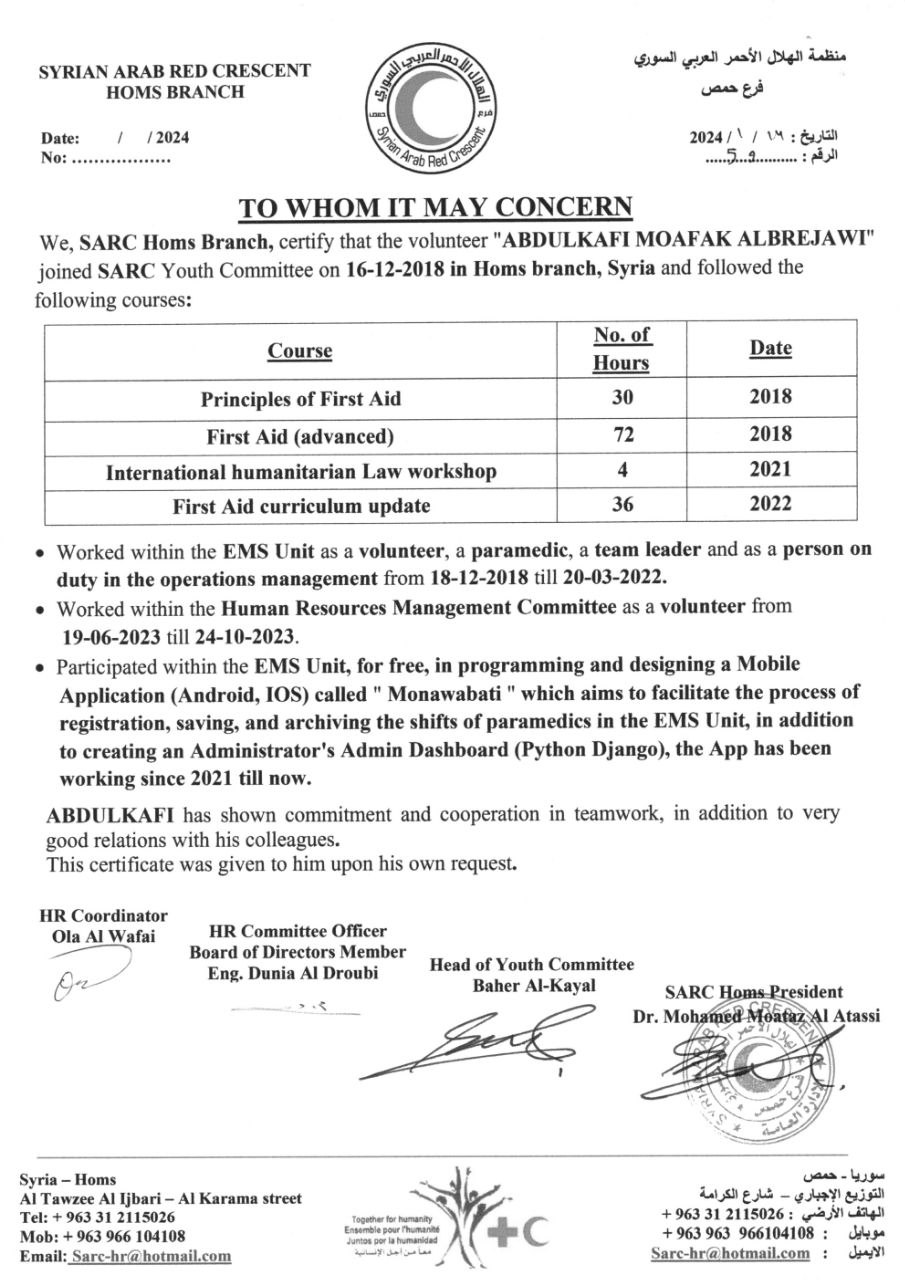 SYRIAN ARAB RED CRESCENT
HOMS BRANCH
Date: / / 2024
No: ..................
الهلال الأحمر العربي السوري
فرع
حمص
Syrian Arab Red Crescent
منظمة الهلال الأحمر العربي السوري
فرع حمص
التاريخ : ١٦ / ١ / 2024
الرقم : ..........59.....
TO WHOM IT MAY CONCERN
We, SARC Homs Branch, certify that the volunteer "ABDULKAFI MOAFAK ALBREJAWI"
joined SARC Youth Committee on 16-12-2018 in Homs branch, Syria and followed the
following courses:
Course No. of Hours Date
Principles of First Aid 30 2018
First Aid (advanced) 72 2018
International humanitarian Law workshop 4 2021
First Aid curriculum update 36 2022
• Worked within the EMS Unit as a volunteer, a paramedic, a team leader and as a person on
duty in the operations management from 18-12-2018 till 20-03-2022.
• Worked within the Human Resources Management Committee as a volunteer from
19-06-2023 till 24-10-2023.
• Participated within the EMS Unit, for free, in programming and designing a Mobile
Application (Android, IOS) called " Monawabati " which aims to facilitate the process of
registration, saving, and archiving the shifts of paramedics in the EMS Unit, in addition
to creating an Administrator's Admin Dashboard (Python Django), the App has been
working since 2021 till now.
ABDULKAFI has shown commitment and cooperation in teamwork, in addition to very
good relations with his colleagues.
This certificate was given to him upon his own request.
HR Coordinator
Ola Al Wafai
HR Committee Officer
Board of Directors Member
Eng. Dunia Al Droubi
Head of Youth Committee
Baher Al-Kayal
SARC Homs President
Dr. Mohamed Moataz Al Atassi
Syria – Homs
Al Tawzee Al Ijbari – Al Karama street
Tel: + 963 31 2115026
Mob: + 963 966 104108
Email: Sarc-hr@hotmail.com
Together for humanity
Ensemble pour l'humanité
Juntos por la humanidad
معاً من أجل الإنسانية
سوريا - حمص
التوزيع الإجباري – شارع الكرامة
الهاتف الأرضي : 2115026 31 963 +
موبايل : 966104108 963 963 +
الايميل : Sarc-hr@hotmail.com